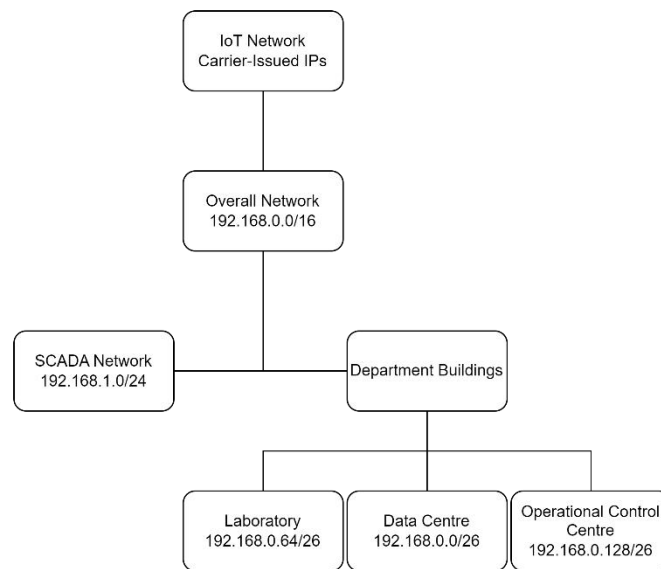 IoT Network
Carrier-Issued IPs
Overall Network
192.168.0.0/16
SCADA Network
192.168.1.0/24
Department Buildings
Laboratory
192.168.0.64/26
Data Centre
192.168.0.0/26
Operational Control
Centre
192.168.0.128/26